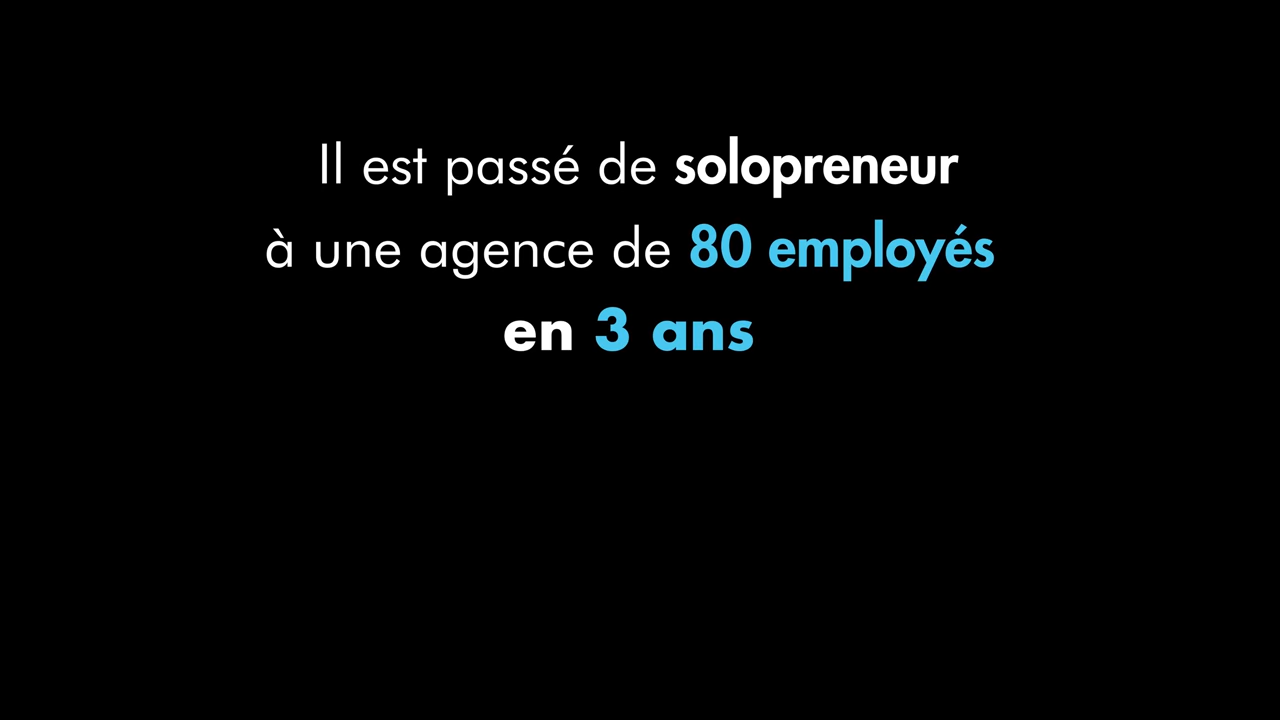 Il est passé de solopreneur
à une agence de 80 employés
en 3 ans